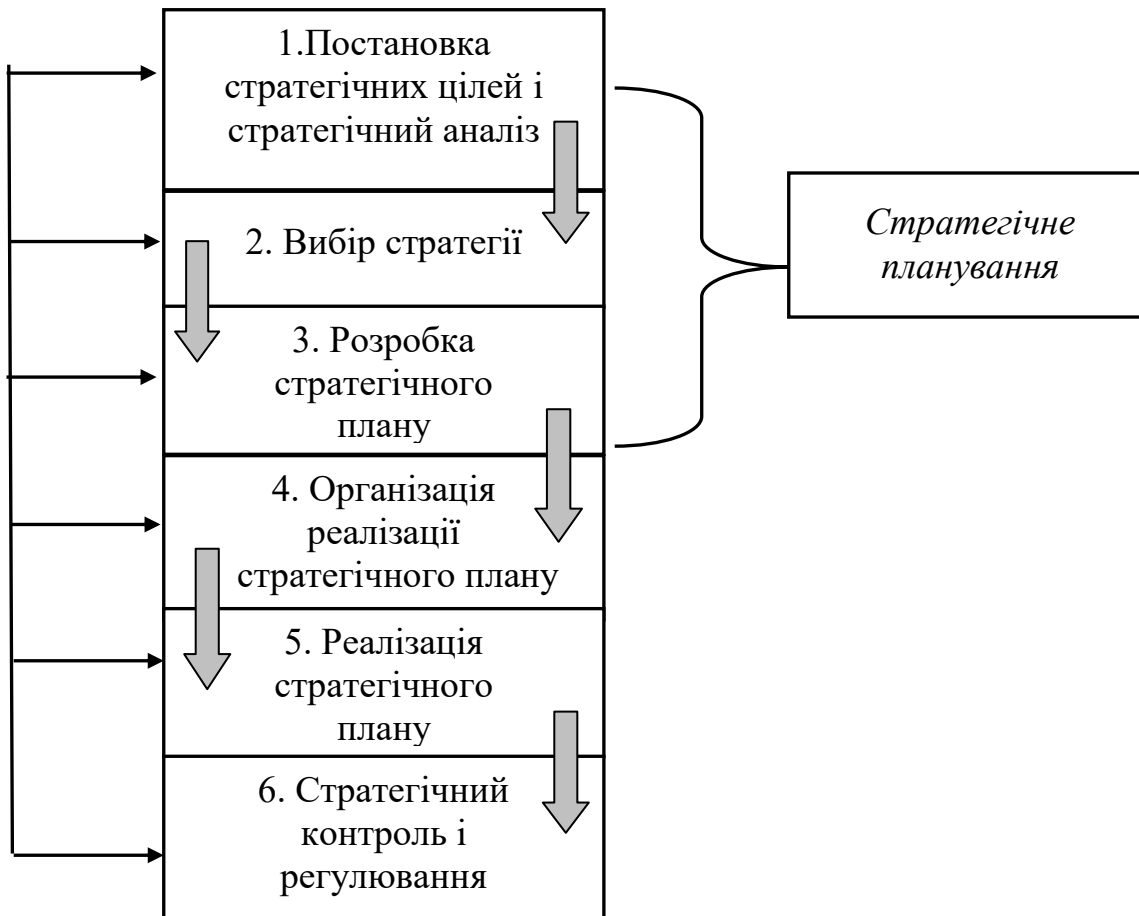 1.Постановка
стратегічних цілей і
стратегічний аналіз
2. Вибір стратегії
3. Розробка
стратегічного
плану
4. Організація
реалізації
стратегічного плану
5. Реалізація
стратегічного
плану
6. Стратегічний
контроль і
регулювання
Стратегічне
планування